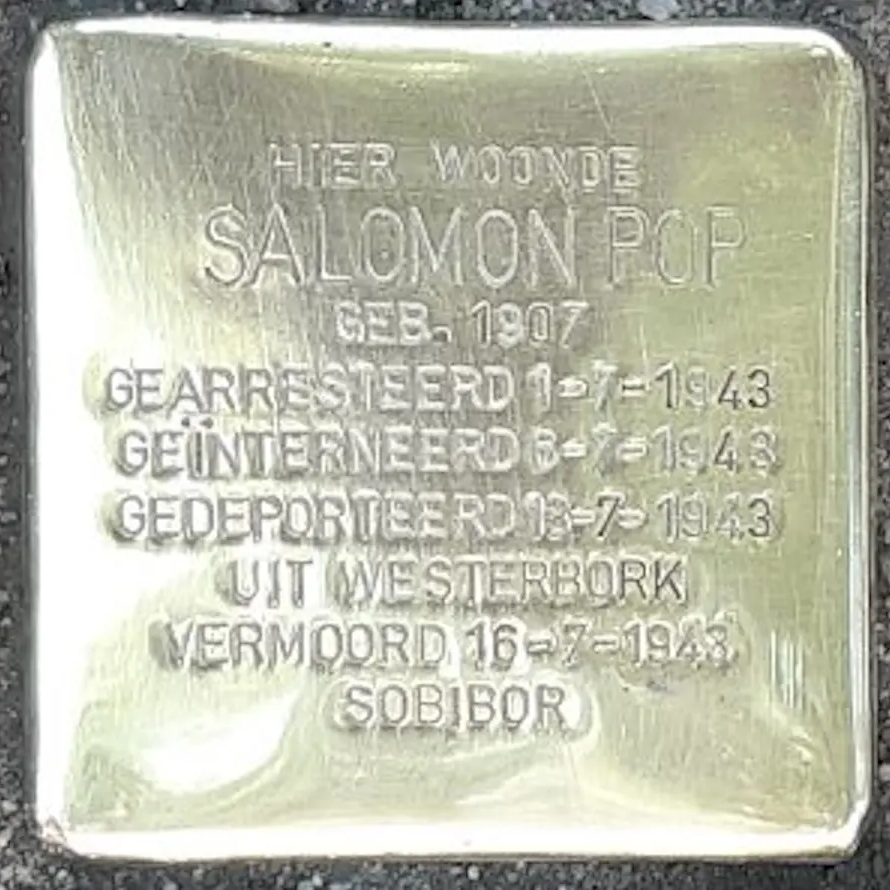 HIER WOONDE
SALOMON POP
GEB. 1907
GEARRESTEERD 1-7-1943
GEÏNTERNEERD 6-7-1943
GEDEPORTEERD 13-7-1943
UIT WESTERBORK
VERMOORD 16-7-1943
SOBIBOR